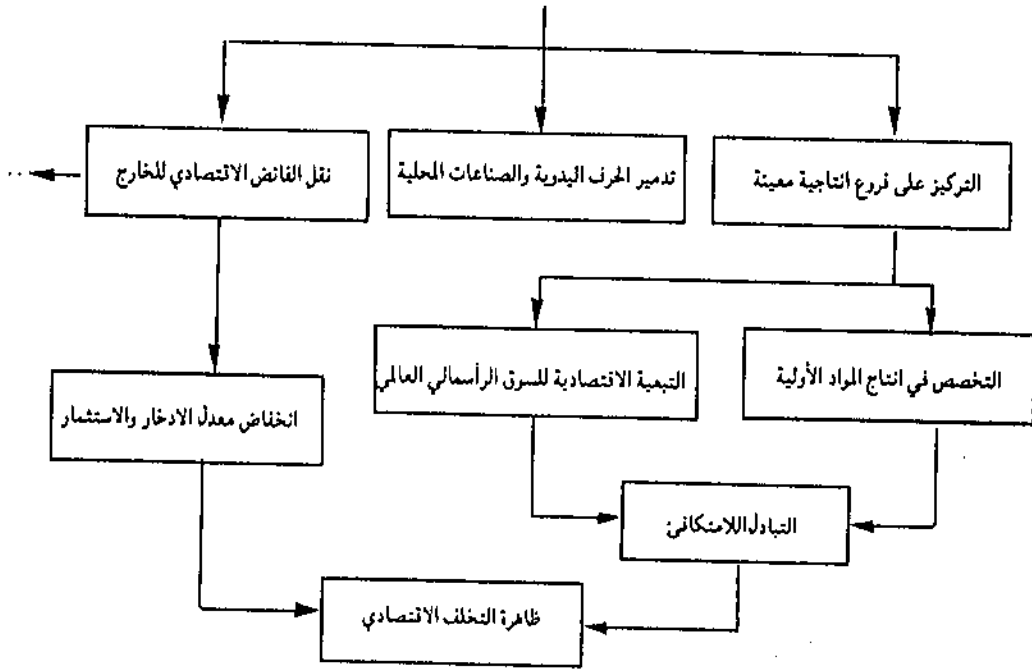 التركيز على فروع انتاجية معينة
تدمير الحرف اليدوية والصناعات المحلية
نقل الفائض الاقتصادي للخارج
..
التخصص في انتاج المواد الأولية
التبعية الاقتصادية للسوق الرأسمالي العالمي
انخفاض معدل الادخار والاستثمار
التبادل اللامتكافئ
ظاهرة التخلف الاقتصادي